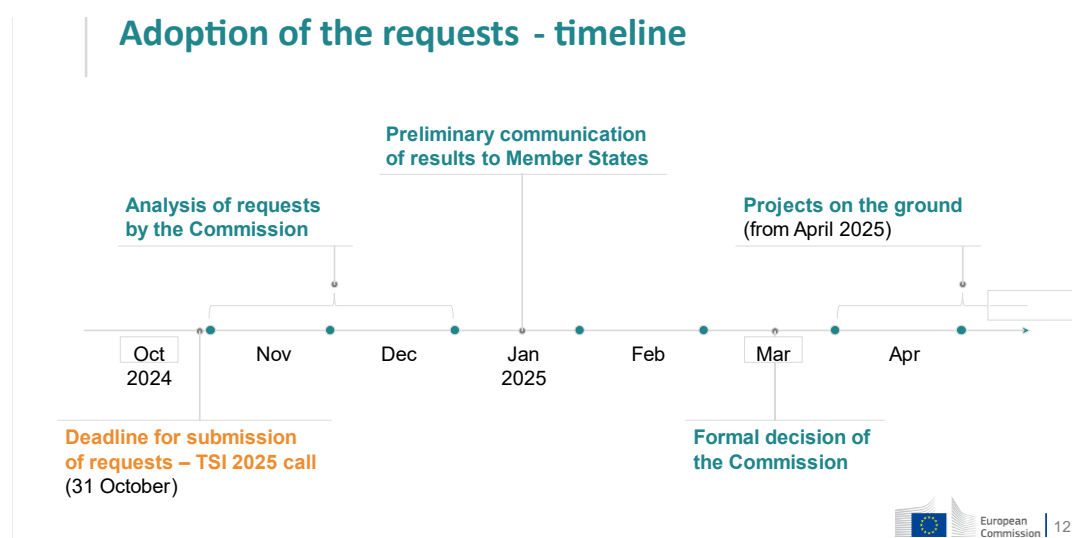 Adoption of the requests - timeline
Preliminary communication
of results to Member States
Analysis of requests
by the Commission
Projects on the ground
(from April 2025)
Oct
2024
Nov
Dec
Jan
2025
Feb
Mar
Apr
Deadline for submission
of requests – TSI 2025 call
(31 October)
Formal decision of
the Commission
European
Commission
12